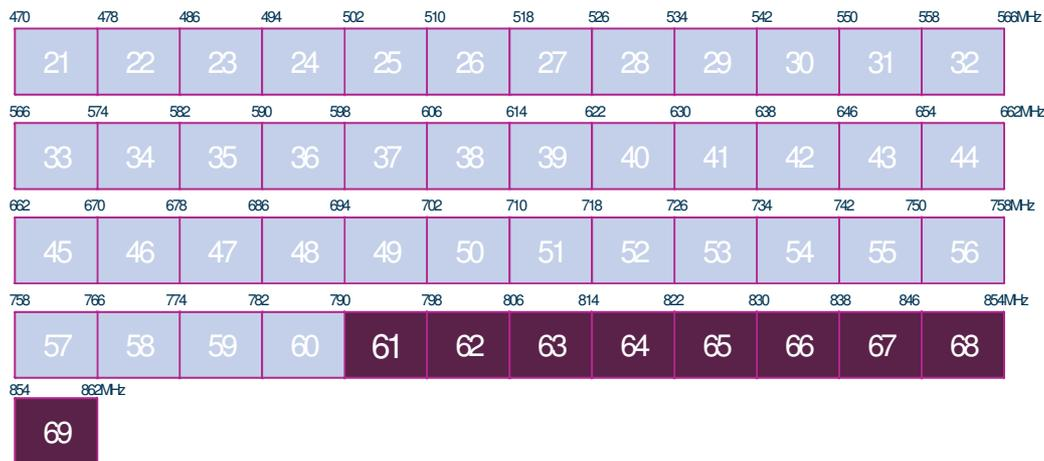 470 478 486 494 502 510 518 526 534 542 550 558 566MHz
21 22 23 24 25 26 27 28 29 30 31 32
566 574 582 590 598 606 614 622 630 638 646 654 662MHz
33 34 35 36 37 38 39 40 41 42 43 44
662 670 678 686 694 702 710 718 726 734 742 750 758MHz
45 46 47 48 49 50 51 52 53 54 55 56
758 766 774 782 790 798 806 814 822 830 838 846 854MHz
57 58 59 60 61 62 63 64 65 66 67 68
854 862MHz
69